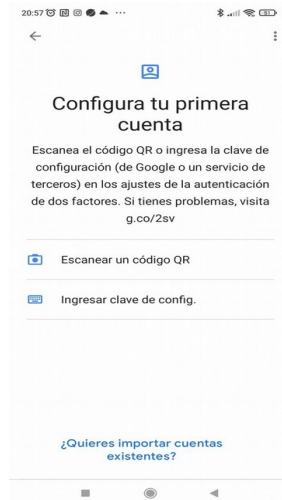 20:57
Configura tu primera
cuenta
Escanea el código QR o ingresa la clave de
configuración (de Google o un servicio de
terceros) en los ajustes de la autenticación
de dos factores. Si tienes problemas, visita
g.co/2sv
Escanear un código QR
Ingresar clave de config.
¿Quieres importar cuentas
existentes?